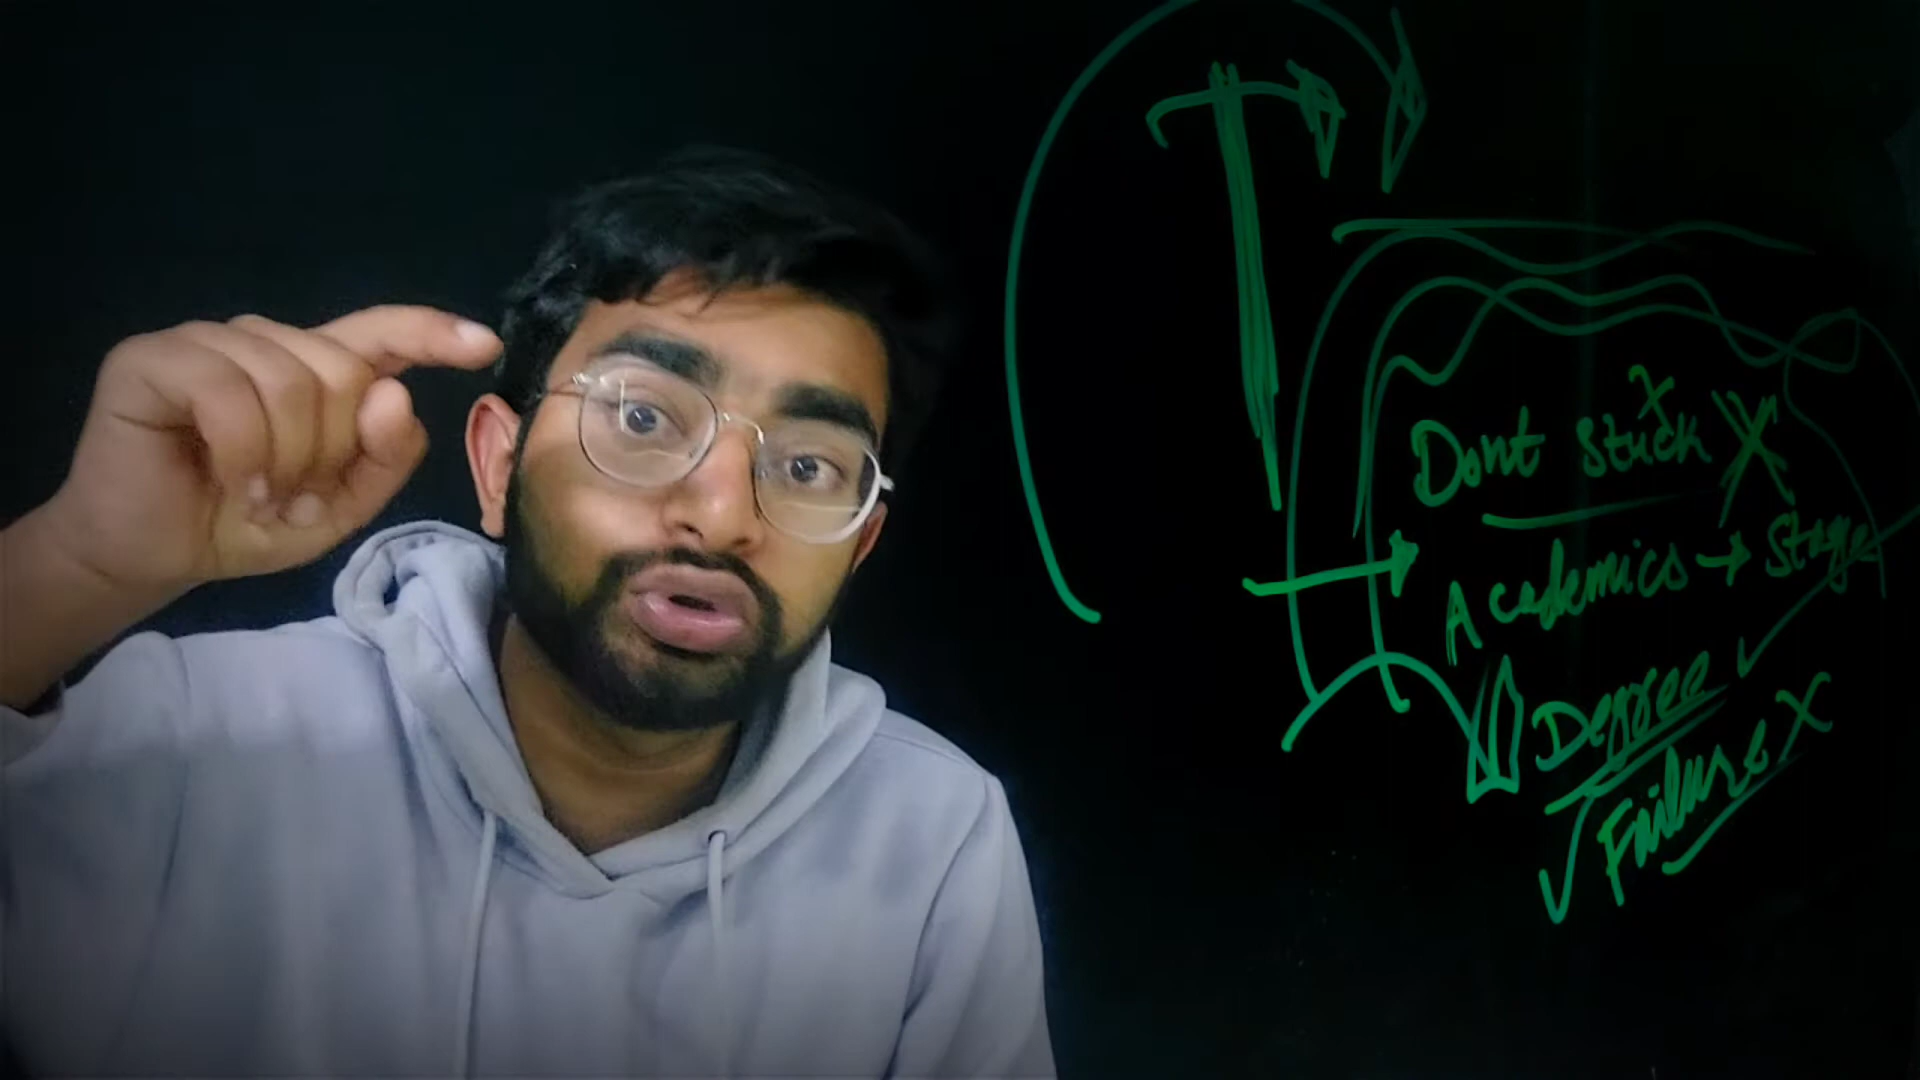 Dont stuck
Academics → Stage
Degree ✓
Failure X